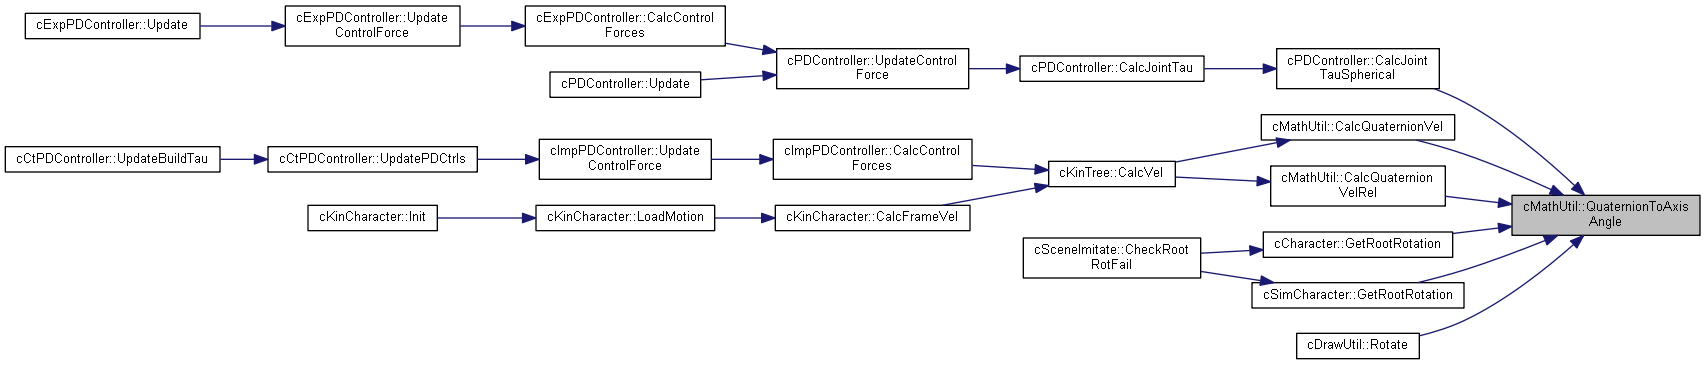 cExpPDController::Update
cExpPDController::Update
ControlForce
cExpPDController::CalcControl
Forces
cPDController::Update
cPDController::UpdateControl
Force
cPDController::CalcJointTau
cPDController::CalcJoint
TauSpherical
cCtPDController::UpdateBuildTau
cCtPDController::UpdatePDCtrls
cImpPDController::Update
ControlForce
cImpPDController::CalcControl
Forces
cKinTree::CalcVel
cMathUtil::CalcQuaternionVel
cMathUtil::CalcQuaternion
VelRel
cKinCharacter::Init
cKinCharacter::LoadMotion
cKinCharacter::CalcFrameVel
cSceneImitate::CheckRoot
RotFail
cCharacter::GetRootRotation
cSimCharacter::GetRootRotation
cDrawUtil::Rotate
cMathUtil::QuaternionToAxis
Angle